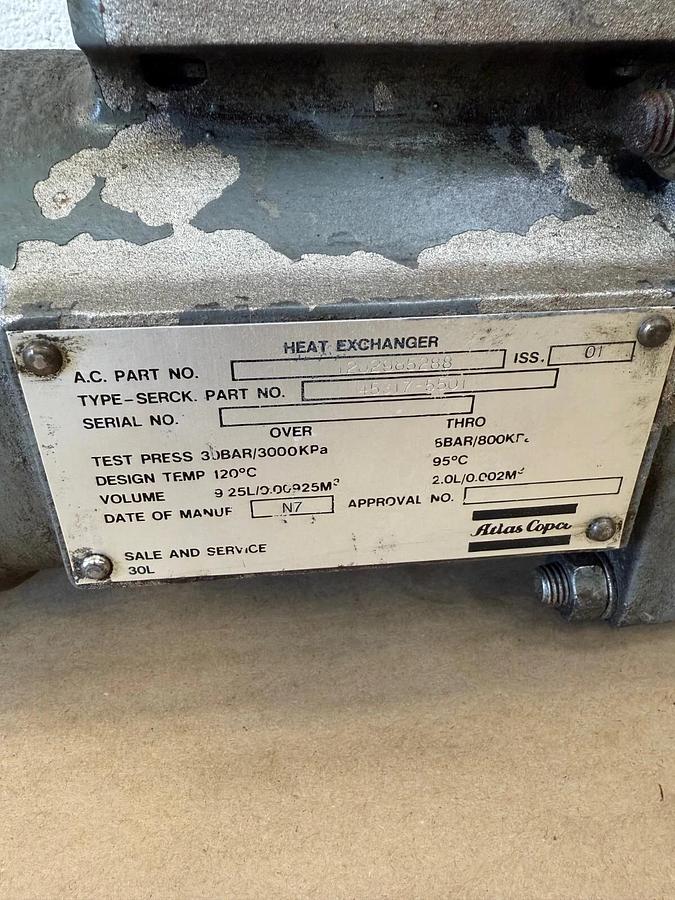 HEAT EXCHANGER
A.C. PART NO. ISS. 01
TYPE-SERCK. PART NO. 45317-5501
SERIAL NO.
OVER THRO
TEST PRESS 30BAR/3000KPa
DESIGN TEMP 120°C 95°C
VOLUME 9.25L/0.00925M³ 2.0L/0.002M³
DATE OF MANUF N7 APPROVAL NO.
Atlas Copco
SALE AND SERVICE
30L